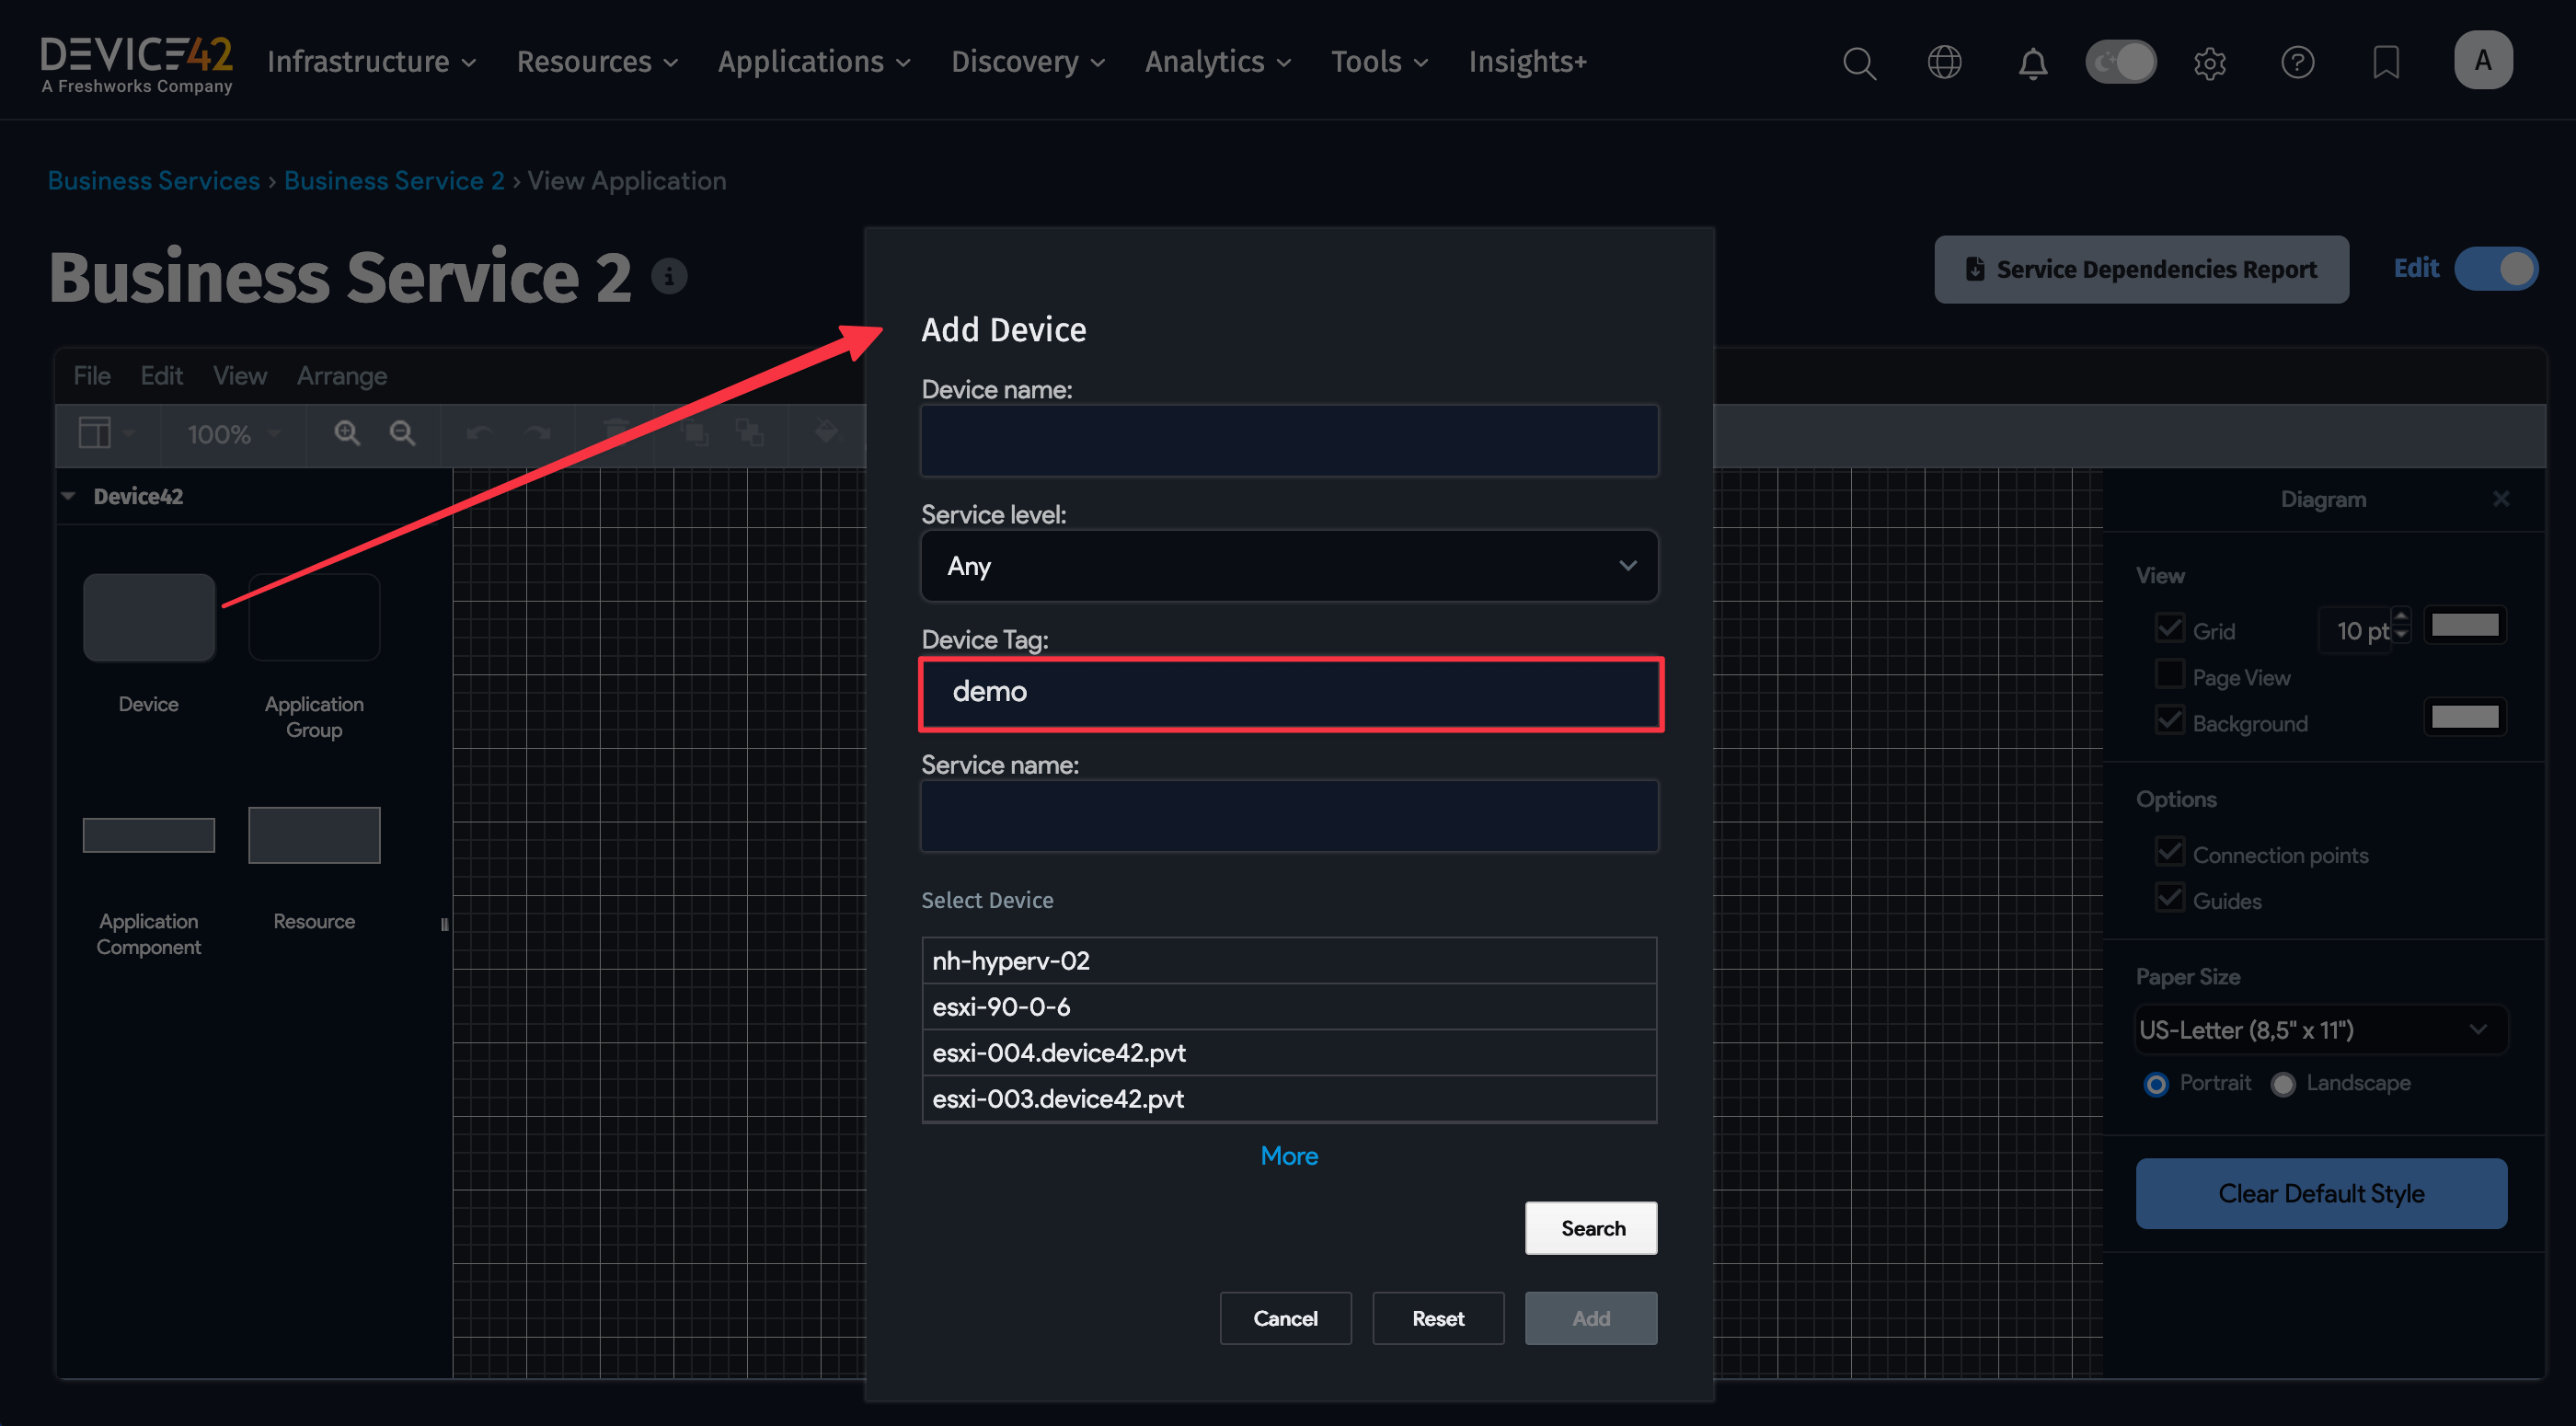 DEVICE42
A Freshworks Company
Infrastructure Resources Applications Discovery Analytics Tools Insights+
A
Business Services › Business Service 2 › View Application
Business Service 2
Service Dependencies Report
Edit
File Edit View Arrange
100%
Device42
Device
Application
Group
Application
Component
Resource
Add Device
Device name:
Service level:
Any
Device Tag:
demo
Service name:
Select Device
nh-hyperv-02
esxi-90-0-6
esxi-004.device42.pvt
esxi-003.device42.pvt
More
Search
Cancel Reset Add
Diagram
View
Grid 10 pt
Page View
Background
Options
Connection points
Guides
Paper Size
US-Letter (8,5" x 11")
Portrait Landscape
Clear Default Style